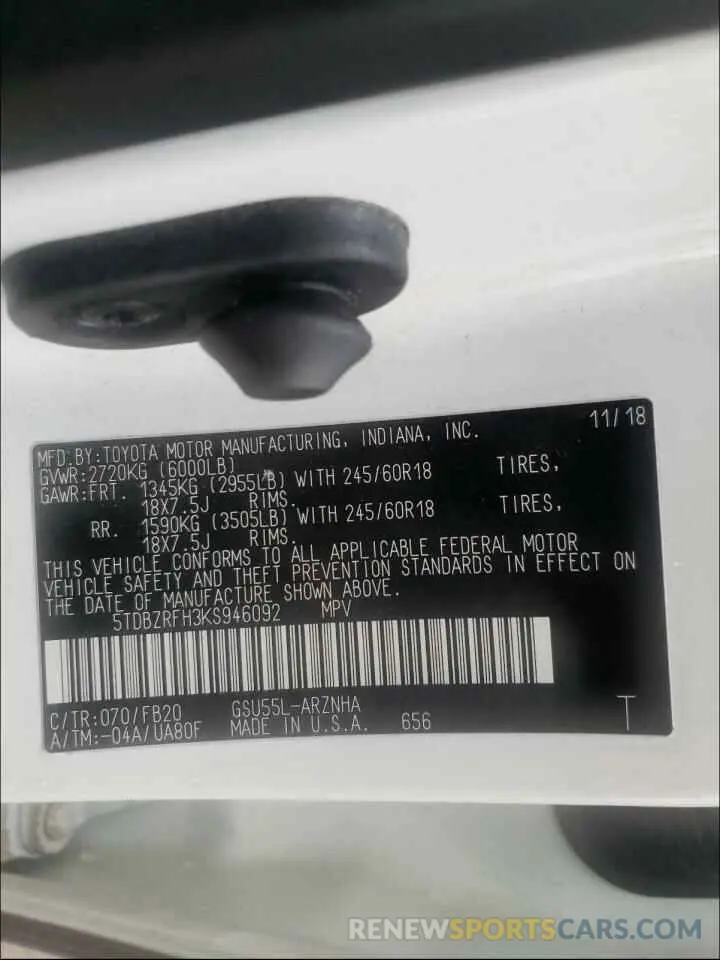 11/18
MFD.BY:TOYOTA MOTOR MANUFACTURING, INDIANA, INC.
GVWR:2720KG (6000LB)
GAWR:FRT. 1345KG (2955LB) WITH 245/60R18 TIRES,
18X7.5J RIMS.
RR. 1590KG (3505LB) WITH 245/60R18 TIRES,
18X7.5J RIMS.
THIS VEHICLE CONFORMS TO ALL APPLICABLE FEDERAL MOTOR
VEHICLE SAFETY AND THEFT PREVENTION STANDARDS IN EFFECT ON
THE DATE OF MANUFACTURE SHOWN ABOVE.
5TDBZRFH3KS946092 MPV
C/TR:070/FB20 GSU55L-ARZNHA
A/TM:-04A/UA80F MADE IN U.S.A. 656 T
RENEWSPORTSCARS.COM